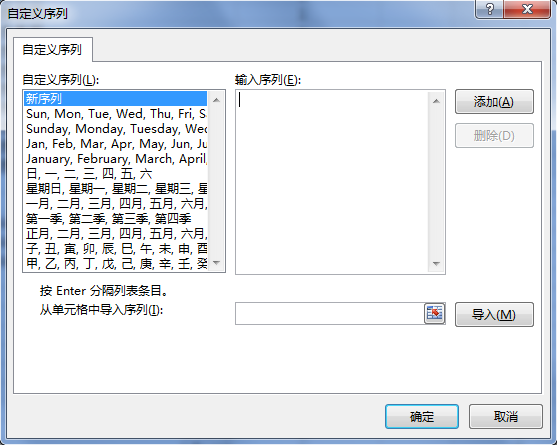 自定义序列
自定义序列
自定义序列(L):
新序列
Sun, Mon, Tue, Wed, Thu, Fri, Sa
Sunday, Monday, Tuesday, Wed
Jan, Feb, Mar, Apr, May, Jun, Ju
January, February, March, April,
日, 一, 二, 三, 四, 五, 六
星期日, 星期一, 星期二, 星期三, 星
一月, 二月, 三月, 四月, 五月, 六月,
第一季, 第二季, 第三季, 第四季
正月, 二月, 三月, 四月, 五月, 六月,
子, 丑, 寅, 卯, 辰, 巳, 午, 未, 申, 酉
甲, 乙, 丙, 丁, 戊, 己, 庚, 辛, 壬, 癸
输入序列(E):
添加(A)
删除(D)
按 Enter 分隔列表条目。
从单元格中导入序列(I):
导入(M)
确定
取消